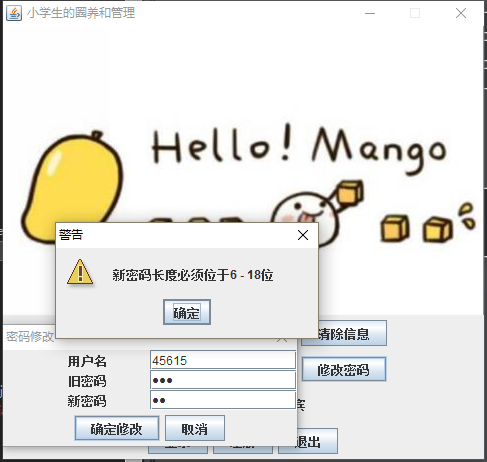 小学生的圈养和管理
Hello! Mango
警告
新密码长度必须位于6 - 18位
确定
清除信息
密码修改
用户名 45615
修改密码
旧密码 ●●●
新密码 ●●
宾
确定修改 取消
退出